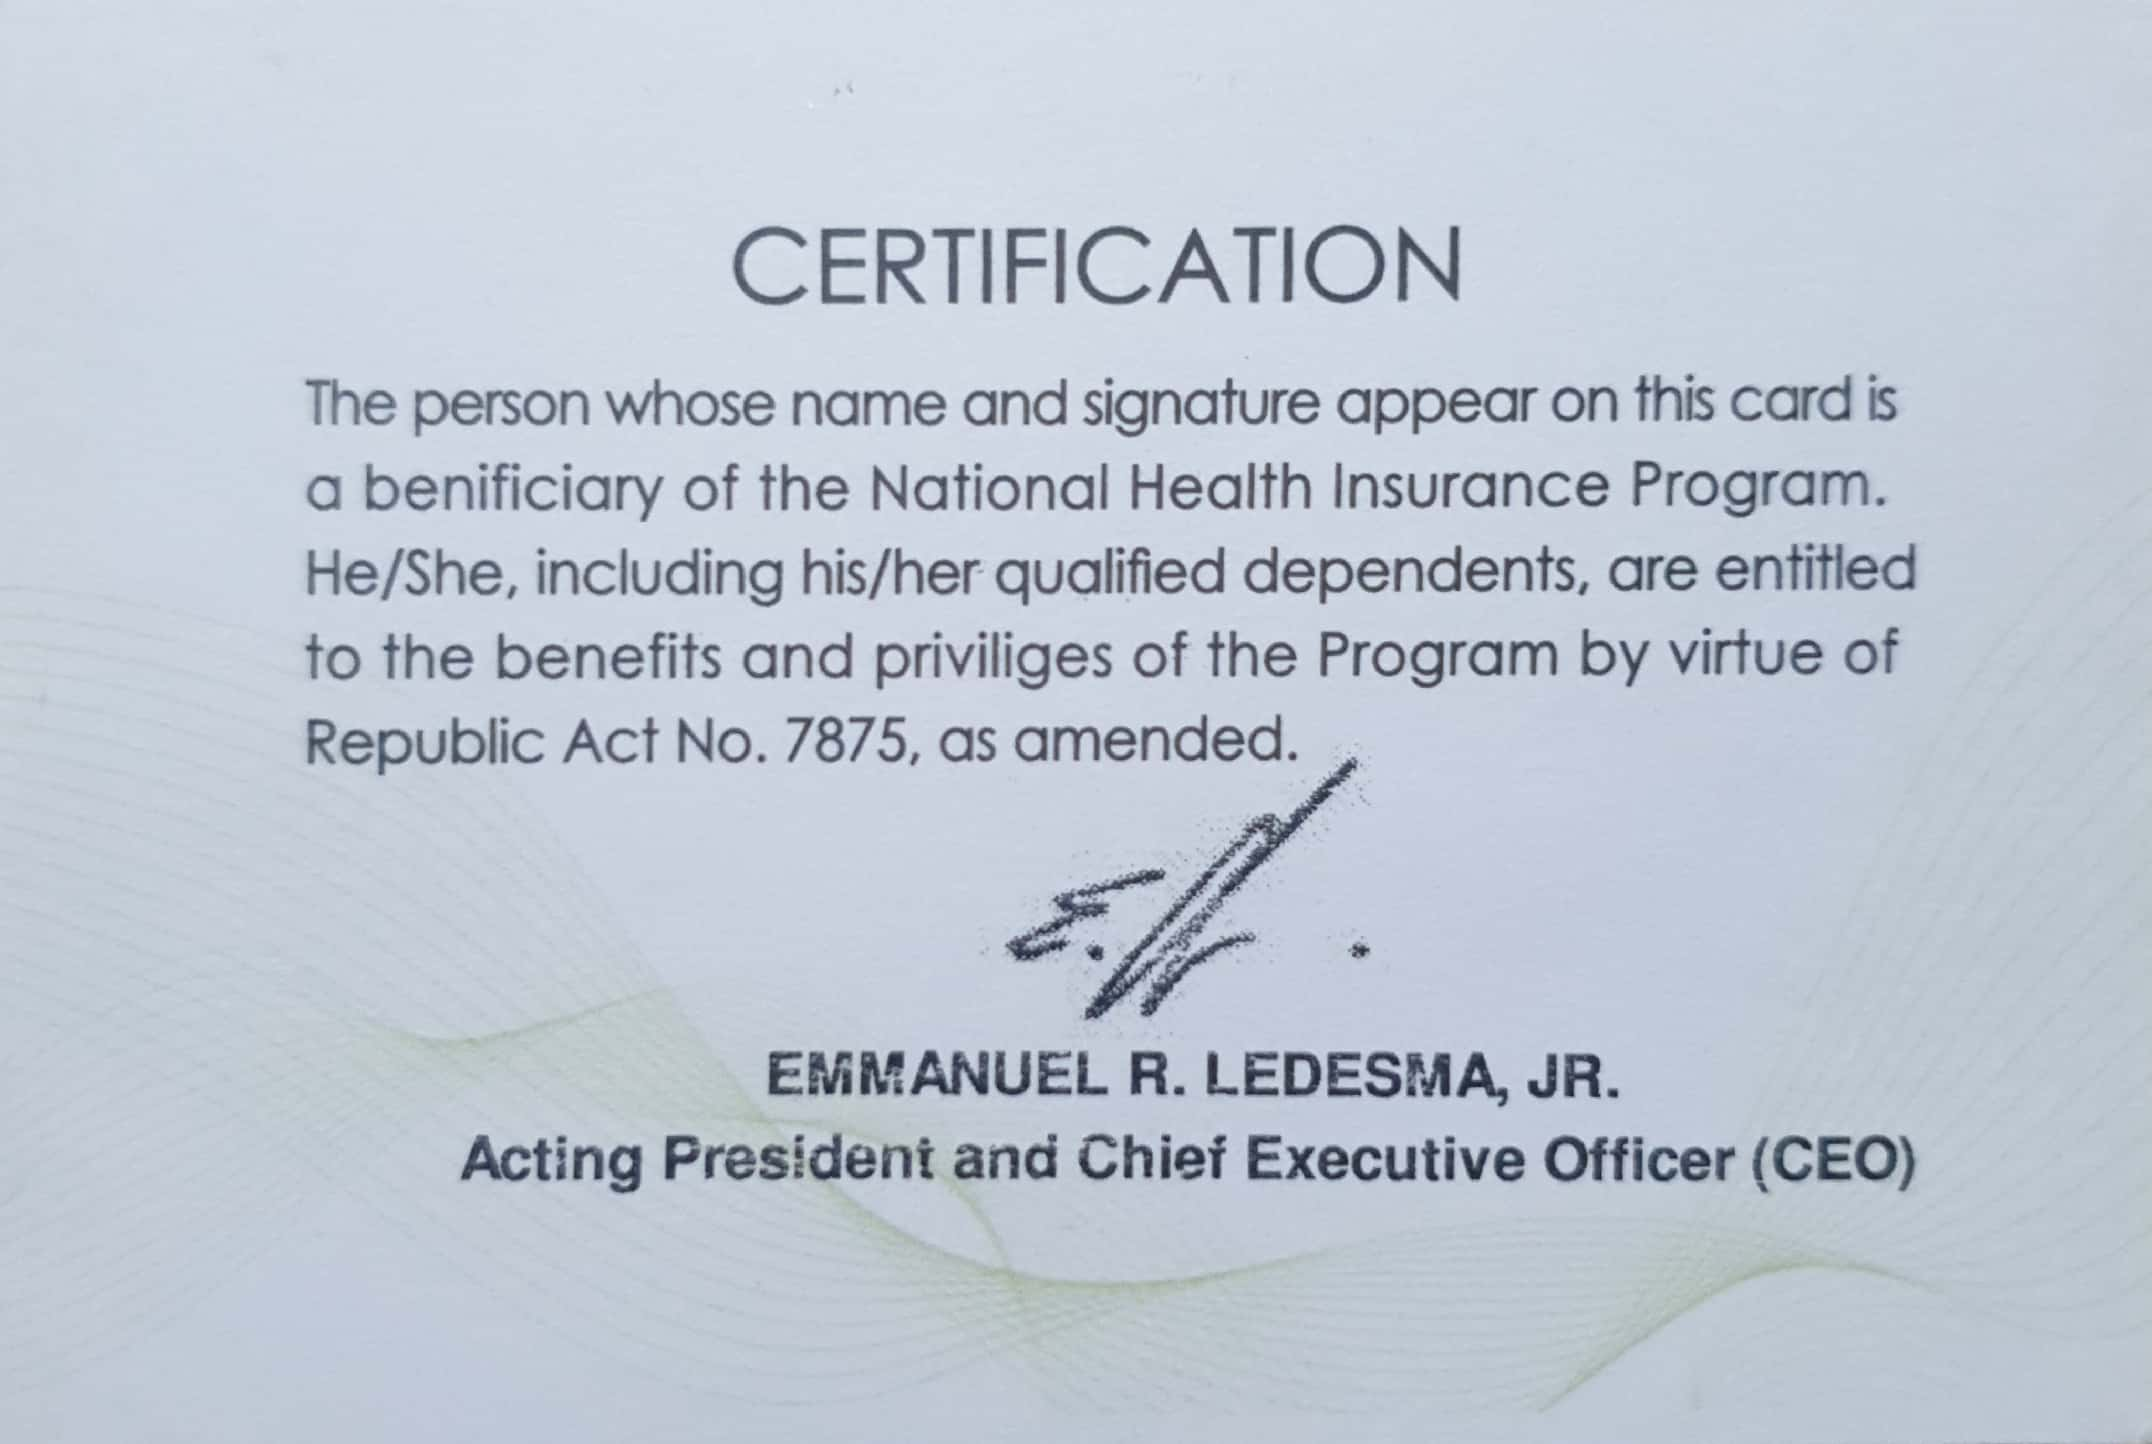 CERTIFICATION
The person whose name and signature appear on this card is
a benificiary of the National Health Insurance Program.
He/She, including his/her qualified dependents, are entitled
to the benefits and priviliges of the Program by virtue of
Republic Act No. 7875, as amended.
EMMANUEL R. LEDESMA, JR.
Acting President and Chief Executive Officer (CEO)